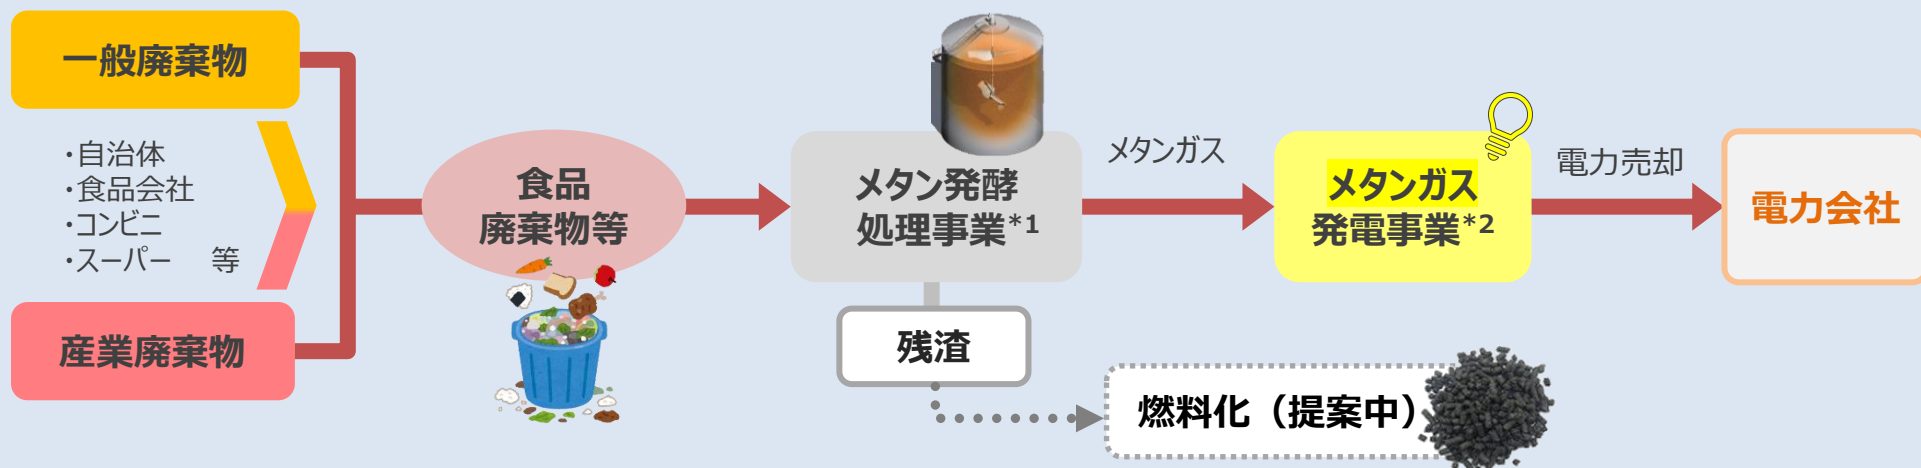 一般廃棄物
・自治体
・食品会社
・コンビニ
・スーパー　等
産業廃棄物
食品
廃棄物等
メタン発酵
処理事業*1
残渣
メタンガス
メタンガス
発電事業*2
電力売却
電力会社
燃料化（提案中）